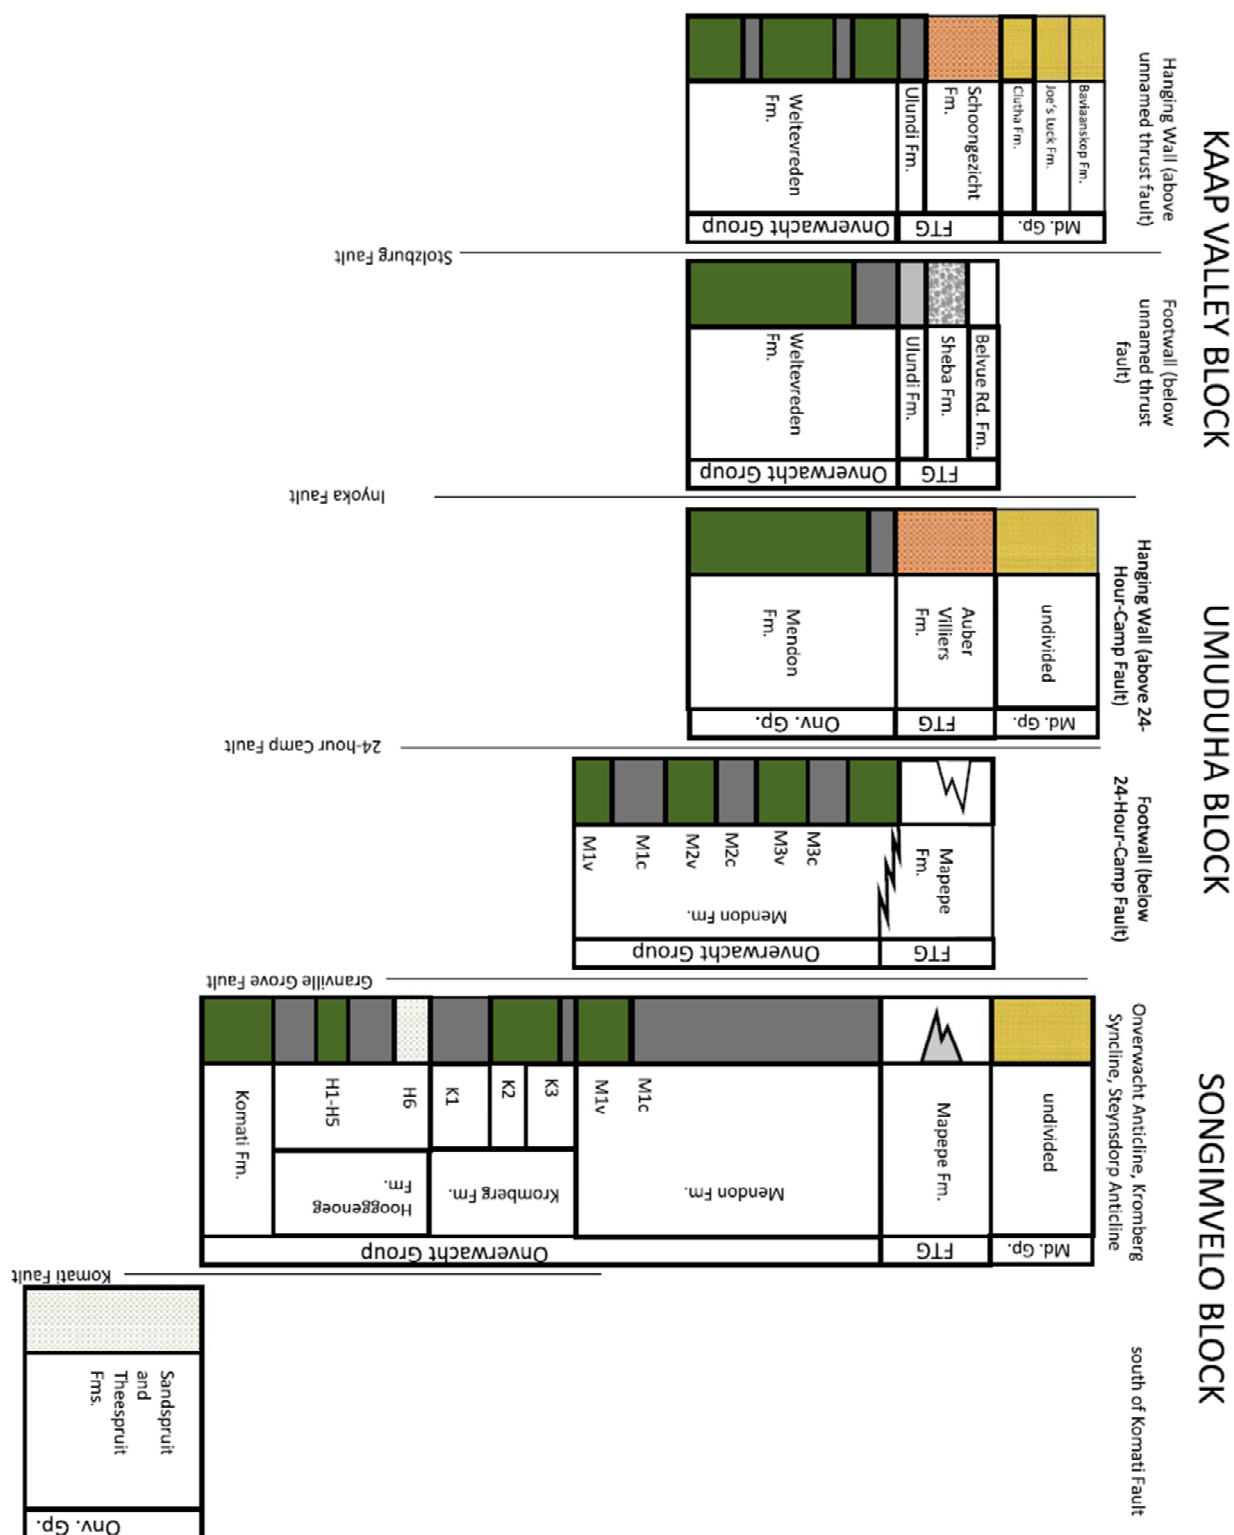 KAAP VALLEY BLOCK
Hanging Wall (above
unnamed thrust fault)
Baviaanskop Fm.
Joe's Luck Fm.
Clutha Fm.
Schoongezicht
Fm.
Ulundi Fm.
Weltevreden
Fm.
Md. Gp.
FTG
Onverwacht Group
Stolzburg Fault
Footwall (below
unnamed thrust
fault)
Belvue Rd. Fm.
Sheba Fm.
Ulundi Fm.
Weltevreden
Fm.
FTG
Onverwacht Group
Inyoka Fault
UMUDUHA BLOCK
Hanging Wall (above 24-
Hour-Camp Fault)
undivided
Auber
Villiers
Fm.
Mendon
Fm.
Md. Gp.
FTG
Onv. Gp.
24-hour Camp Fault
Footwall (below
24-Hour-Camp Fault)
Mapepe
Fm.
M3c
M3v
M2c
M2v
M1c
M1v
Mendon Fm.
FTG
Onverwacht Group
Granville Grove Fault
SONGIMVELO BLOCK
Onverwacht Anticline, Kromberg
Syncline, Steynsdorp Anticline
undivided
Mapepe Fm.
M1c
M1v
Mendon Fm.
K3
K2
K1
Kromberg Fm.
H6
H1-H5
Hooggenoeg
Fm.
Komati Fm.
Md. Gp.
FTG
Onverwacht Group
Komati Fault
south of Komati Fault
Sandspruit
and
Theespruit
Fms.
Onv. Gp.